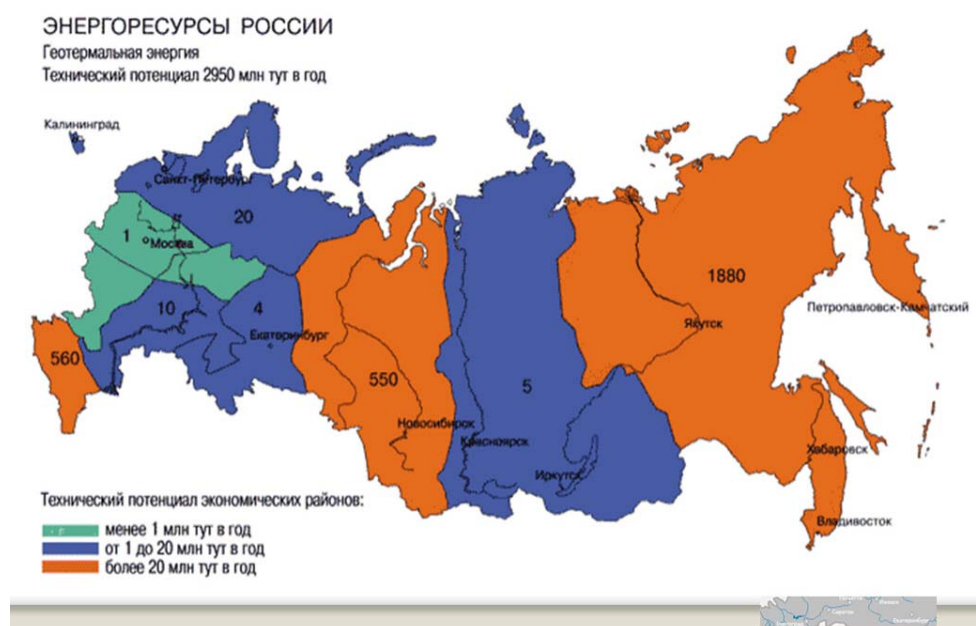 ЭНЕРГОРЕСУРСЫ РОССИИ
Геотермальная энергия
Технический потенциал 2950 млн тут в год
Калининград
Санкт-Петербург
20
1
Москва
1880
10
4
Петропавловск-Камчатский
Якутск
Екатеринбург
560
550
5
Новосибирск
Красноярск
Хабаровск
Иркутск
Технический потенциал экономических районов:
менее 1 млн тут в год
от 1 до 20 млн тут в год
Владивосток
более 20 млн тут в год